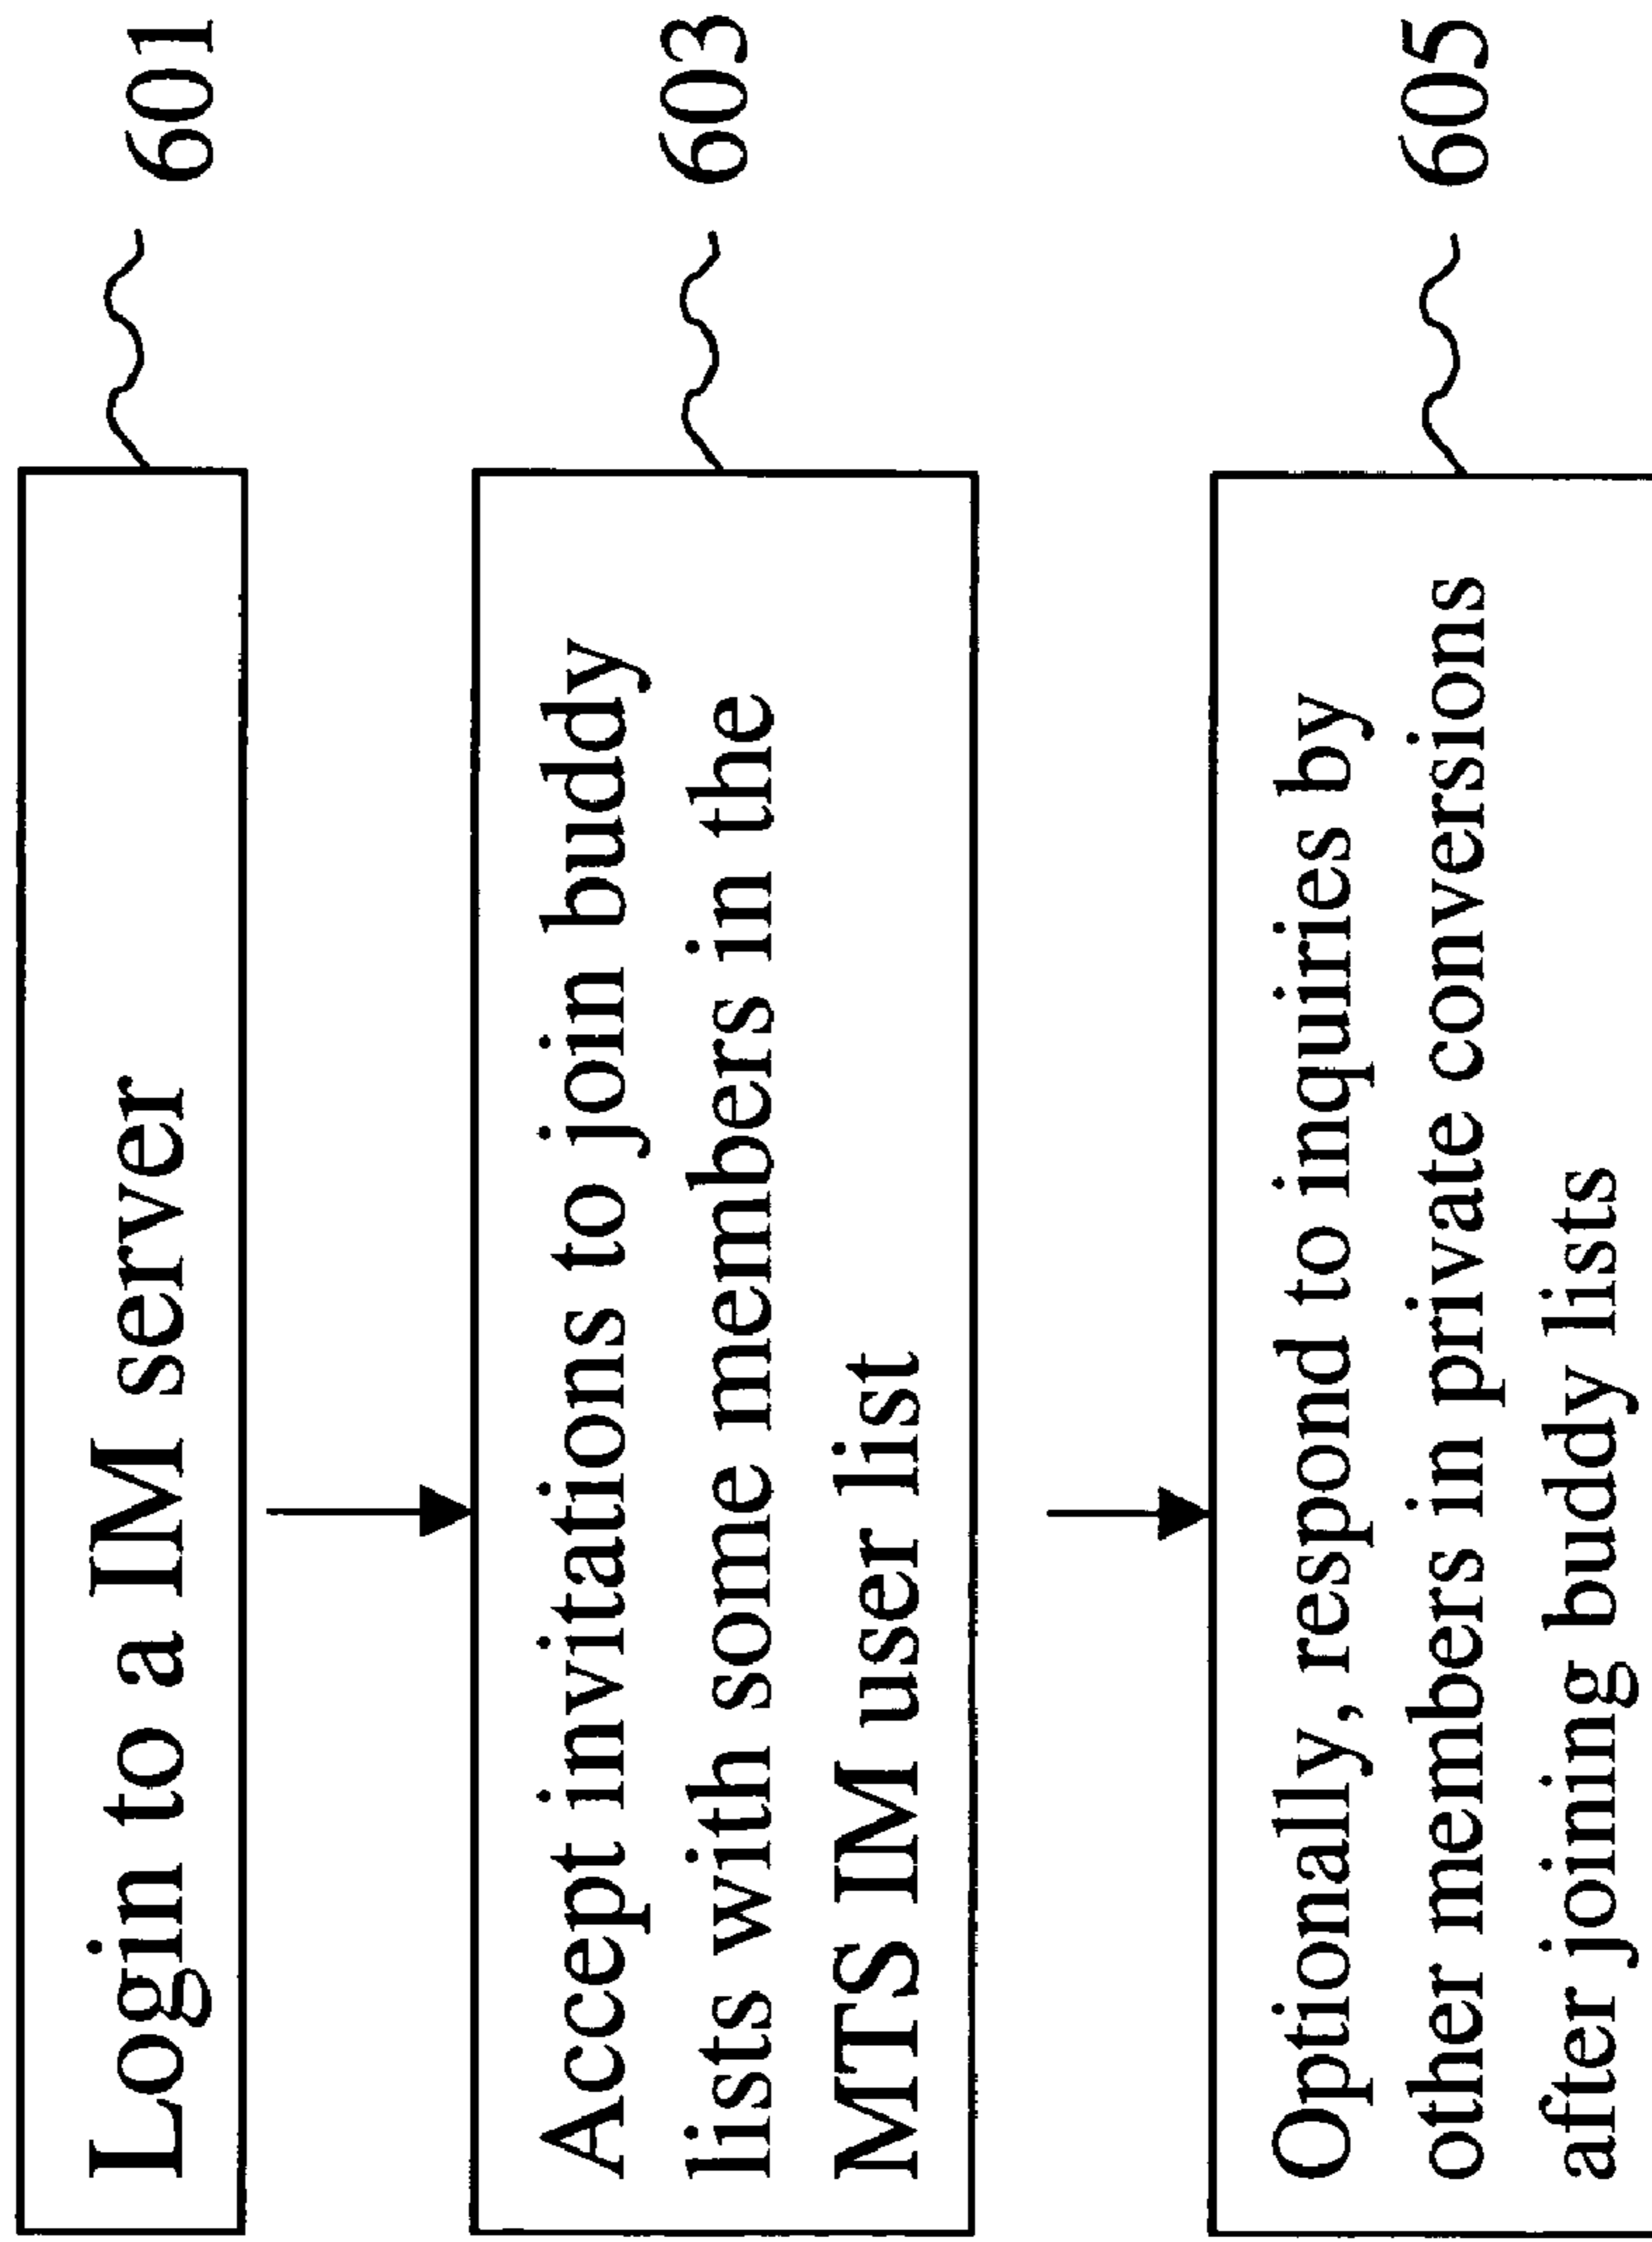 Login to a IM server
601
Accept invitations to join buddy
lists with some members in the
MTS IM user list
603
Optionally, respond to inquiries by
other members in private conversions
after joining buddy lists
605